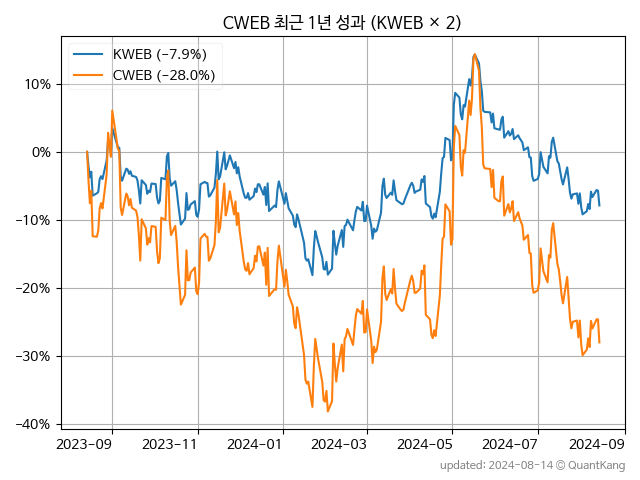 CWEB 최근 1년 성과 (KWEB × 2)
KWEB (−7.9%)
CWEB (−28.0%)
10%
0%
−10%
−20%
−30%
−40%
2023−09 2023−11 2024−01 2024−03 2024−05 2024−07 2024−09
updated: 2024-08-14 ⓒ QuantKang